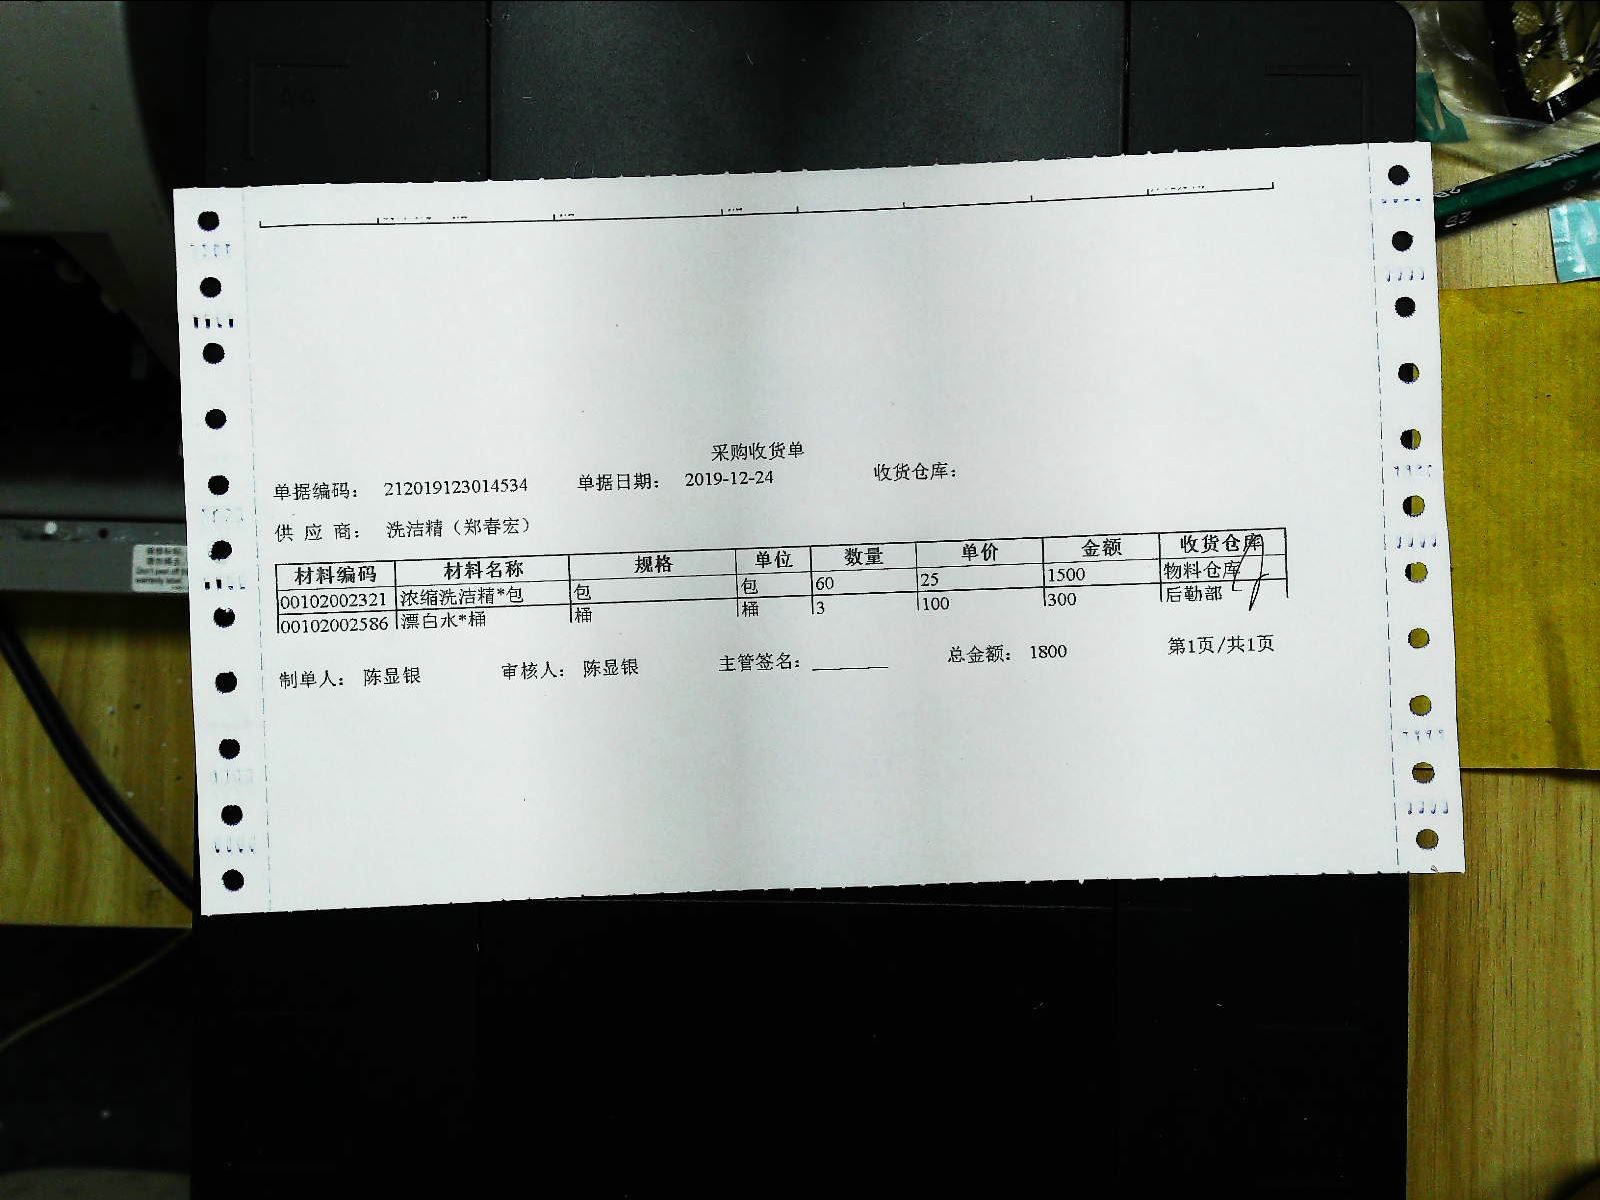 采购收货单
单据编码： 212019123014534 单据日期： 2019-12-24 收货仓库：
供 应 商： 洗洁精（郑春宏）
材料编码 材料名称 规格 单位 数量 单价 金额 收货仓库
00102002321 浓缩洗洁精*包 包 包 60 25 1500 物料仓库
00102002586 漂白水*桶 桶 桶 3 100 300 后勤部
制单人： 陈显银 审核人： 陈显银 主管签名： 总金额： 1800 第1页/共1页